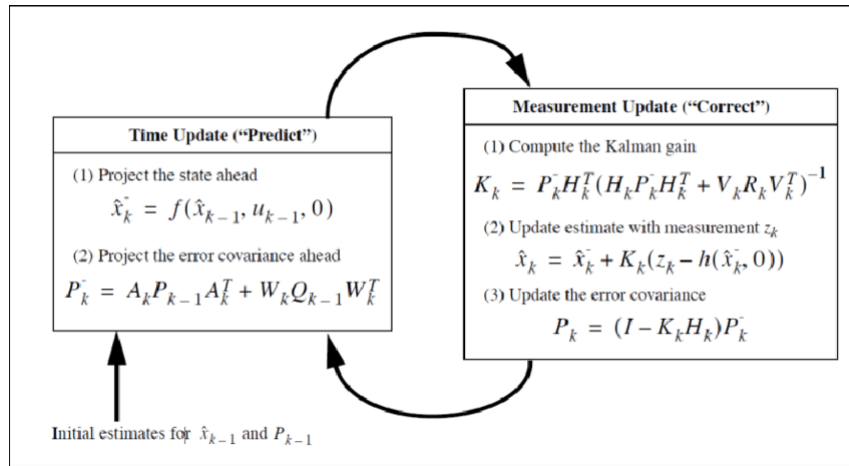 Time Update (“Predict”)
(1) Project the state ahead
x̂ₖ⁻ = f(x̂ₖ₋₁, uₖ₋₁, 0)
(2) Project the error covariance ahead
Pₖ⁻ = AₖPₖ₋₁Aₖᵀ + WₖQₖ₋₁Wₖᵀ
Initial estimates for x̂ₖ₋₁ and Pₖ₋₁
Measurement Update (“Correct”)
(1) Compute the Kalman gain
Kₖ = Pₖ⁻Hₖᵀ(HₖPₖ⁻Hₖᵀ + VₖRₖVₖᵀ)⁻¹
(2) Update estimate with measurement zₖ
x̂ₖ = x̂ₖ⁻ + Kₖ(zₖ – h(x̂ₖ⁻, 0))
(3) Update the error covariance
Pₖ = (I – KₖHₖ)Pₖ⁻